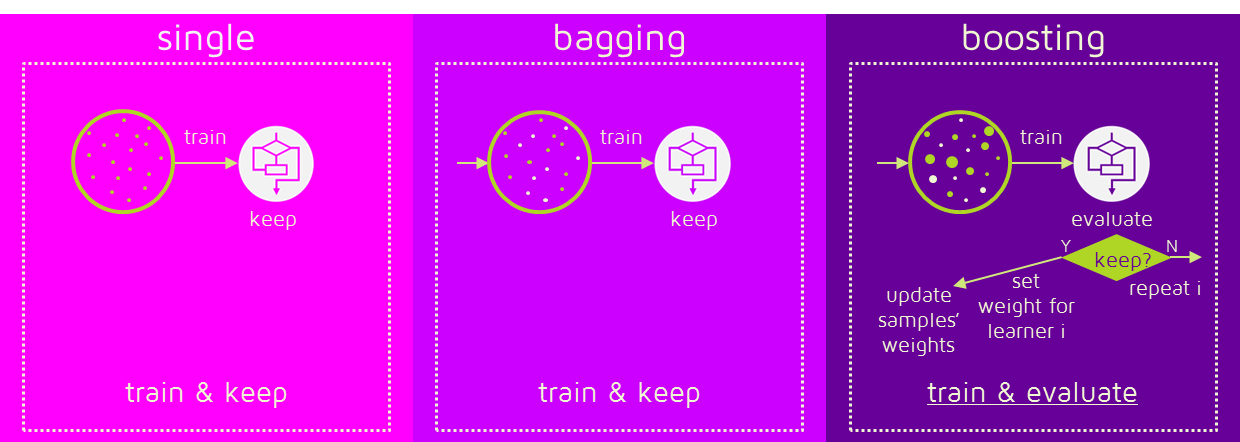 single
train
keep
train & keep
bagging
train
keep
train & keep
boosting
train
evaluate
Y
keep?
N
repeat i
set
weight for
learner i
update
samples’
weights
train & evaluate